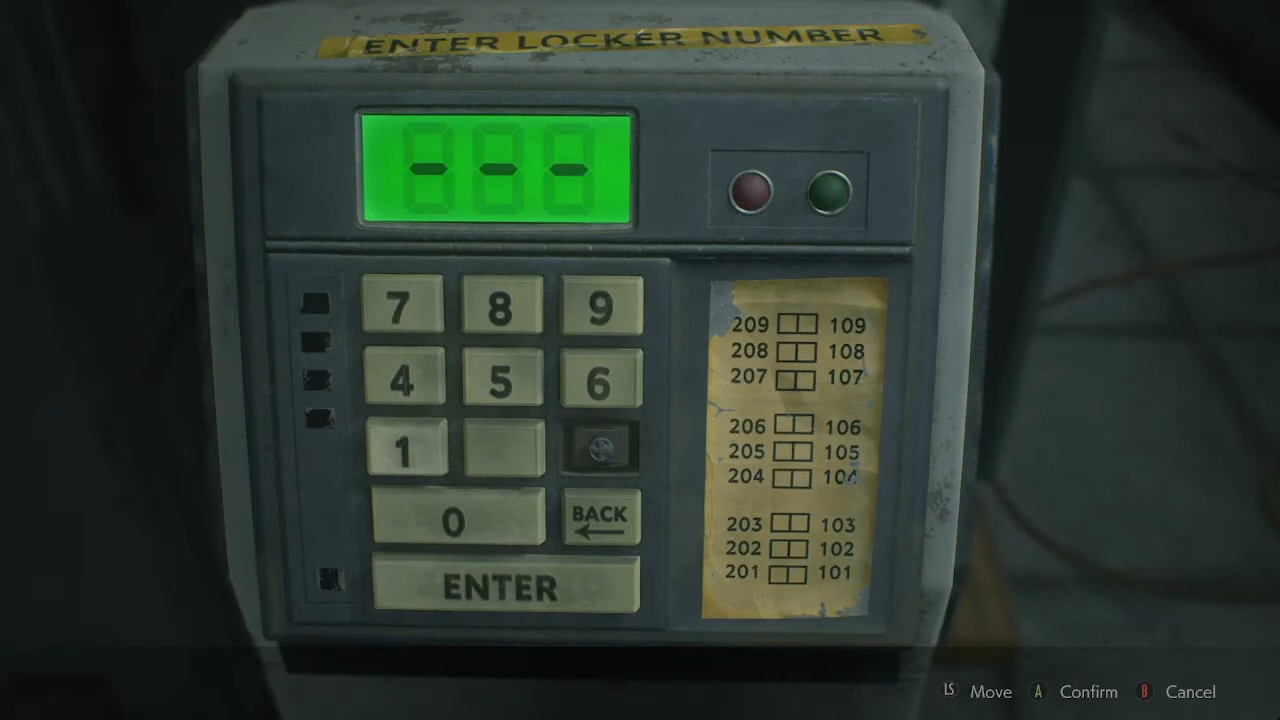 ENTER LOCKER NUMBER
- - -
7 8 9
4 5 6
1
0 BACK
ENTER
209 109
208 108
207 107
206 106
205 105
204 104
203 103
202 102
201 101
LS Move A Confirm B Cancel